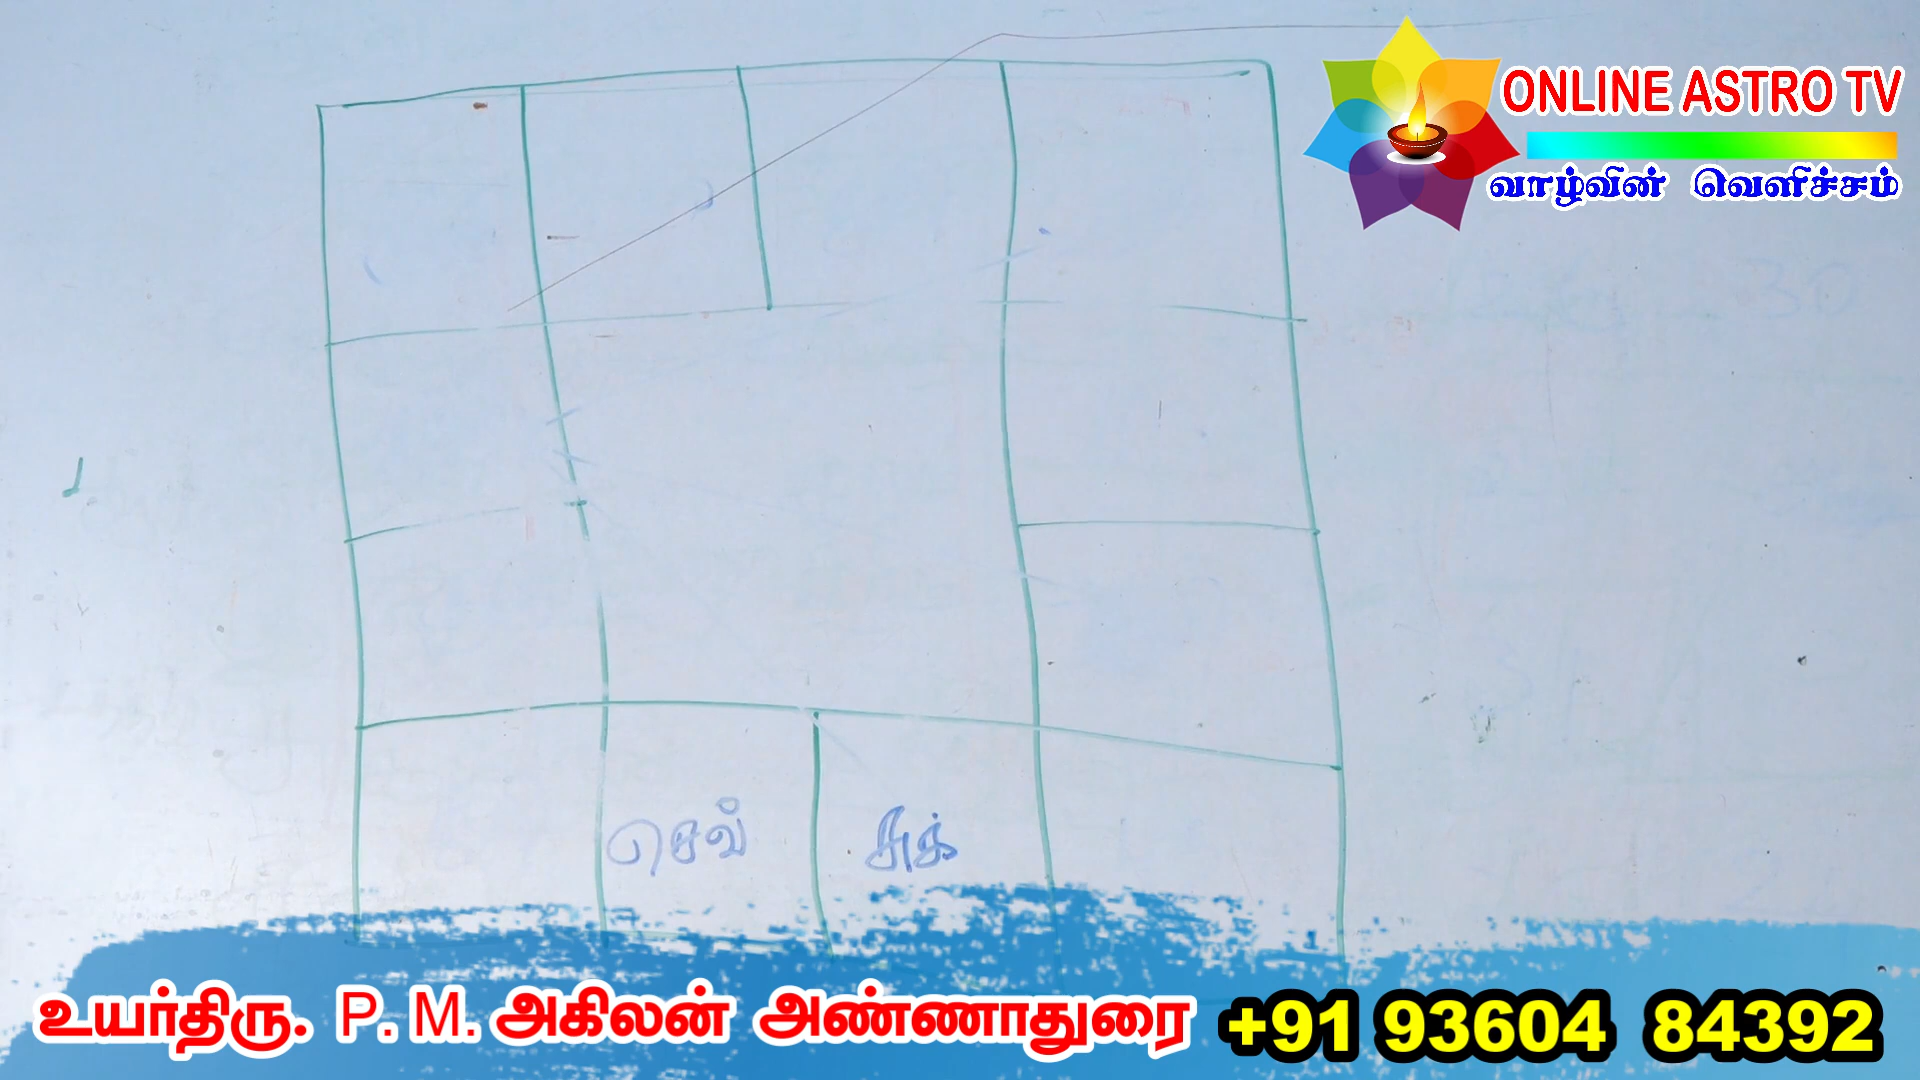 ONLINE ASTRO TV
வாழ்வின் வெளிச்சம்
செவ் சுக்
உயர்திரு. P. M. அகிலன் அண்ணாதுரை +91 93604 84392